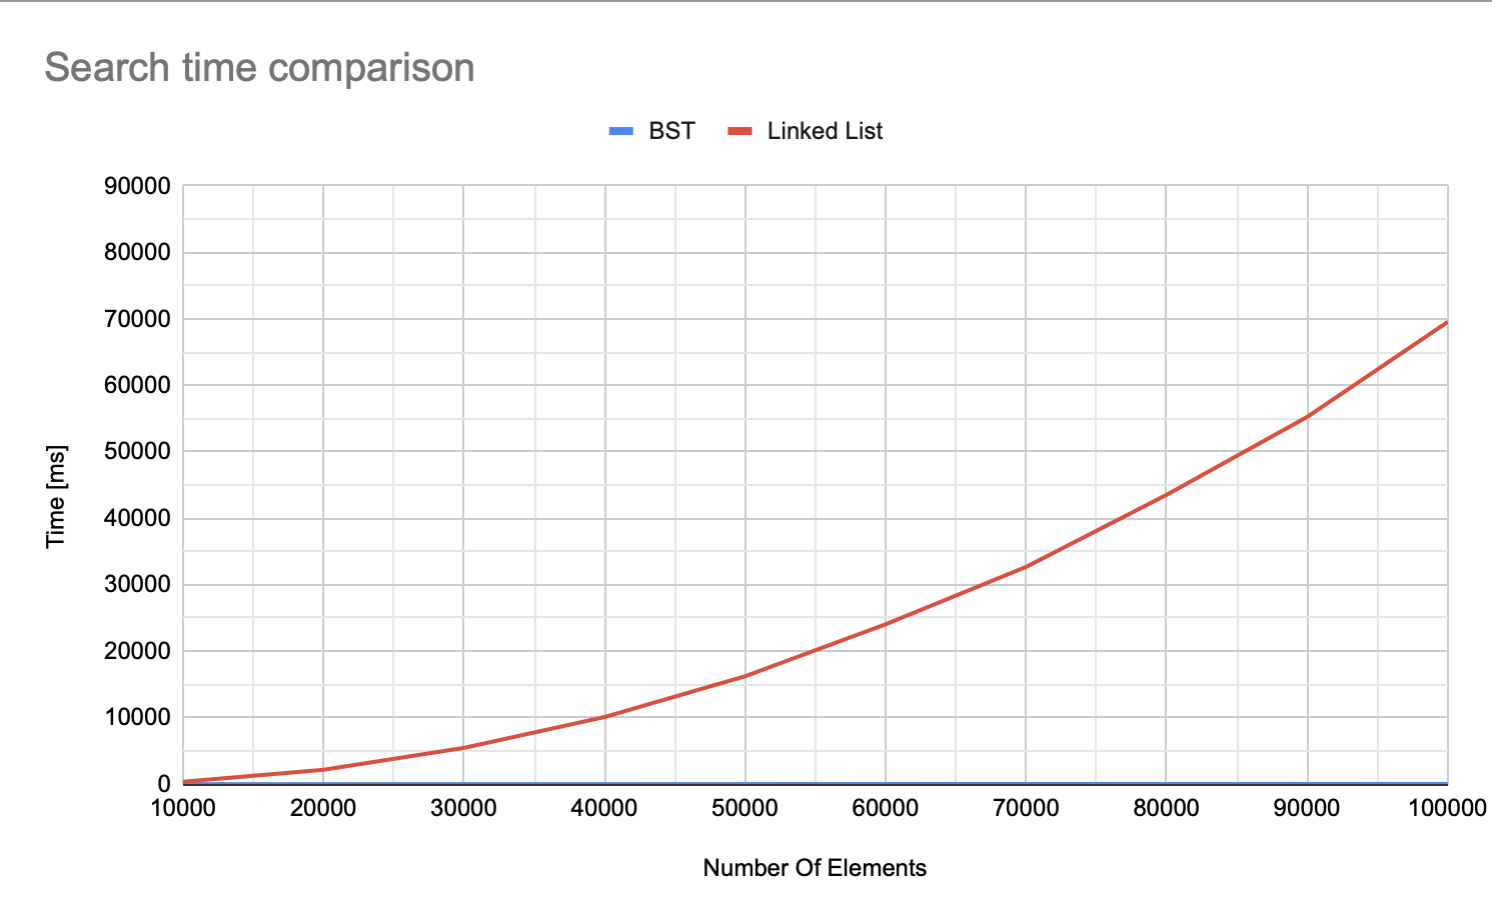 Search time comparison
BST
Linked List
90000
80000
70000
60000
50000
40000
30000
20000
10000
0
Time [ms]
10000 20000 30000 40000 50000 60000 70000 80000 90000 100000
Number Of Elements